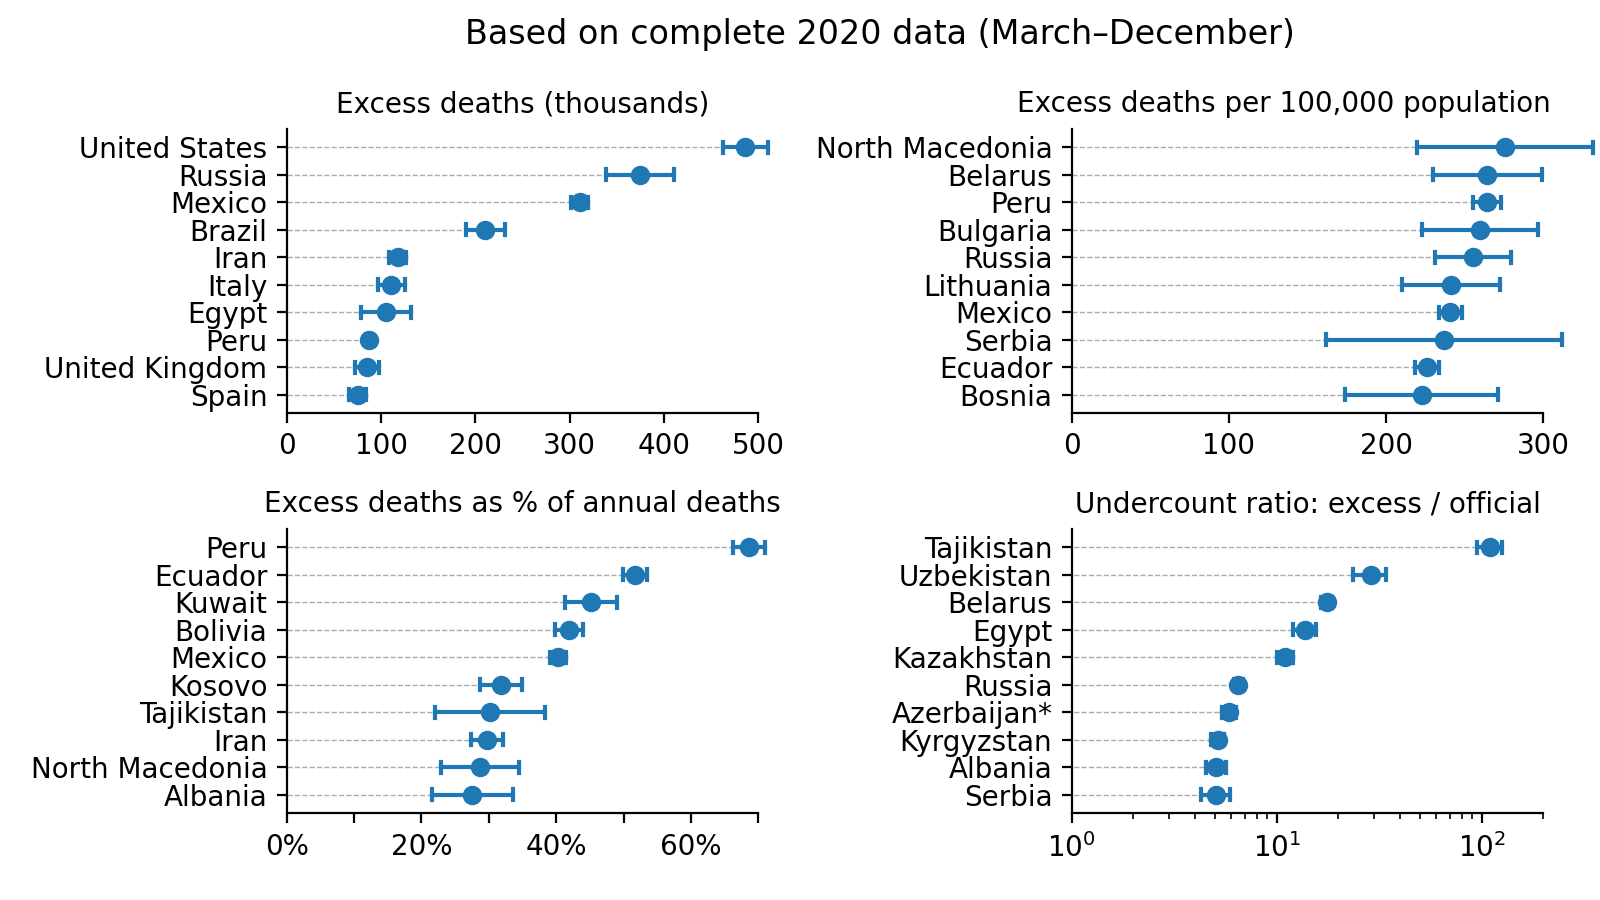 Based on complete 2020 data (March–December)
Excess deaths (thousands)
United States
Russia
Mexico
Brazil
Iran
Italy
Egypt
Peru
United Kingdom
Spain
0 100 200 300 400 500
Excess deaths per 100,000 population
North Macedonia
Belarus
Peru
Bulgaria
Russia
Lithuania
Mexico
Serbia
Ecuador
Bosnia
0 100 200 300
Excess deaths as % of annual deaths
Peru
Ecuador
Kuwait
Bolivia
Mexico
Kosovo
Tajikistan
Iran
North Macedonia
Albania
0% 20% 40% 60%
Undercount ratio: excess / official
Tajikistan
Uzbekistan
Belarus
Egypt
Kazakhstan
Russia
Azerbaijan*
Kyrgyzstan
Albania
Serbia
10⁰ 10¹ 10²